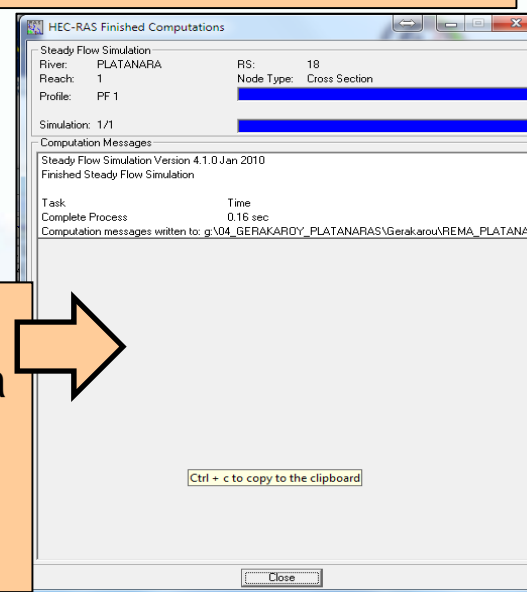 HEC-RAS Finished Computations
Steady Flow Simulation
River: PLATANARA RS: 18
Reach: 1 Node Type: Cross Section
Profile: PF 1
Simulation: 1/1
Computation Messages
Steady Flow Simulation Version 4.1.0 Jan 2010
Finished Steady Flow Simulation
Task Time
Complete Process 0.16 sec
Computation messages written to: g:\04_GERAKAROY_PLATANARAS\Gerakarou\REMA_PLATANA
Ctrl + c to copy to the clipboard
Close